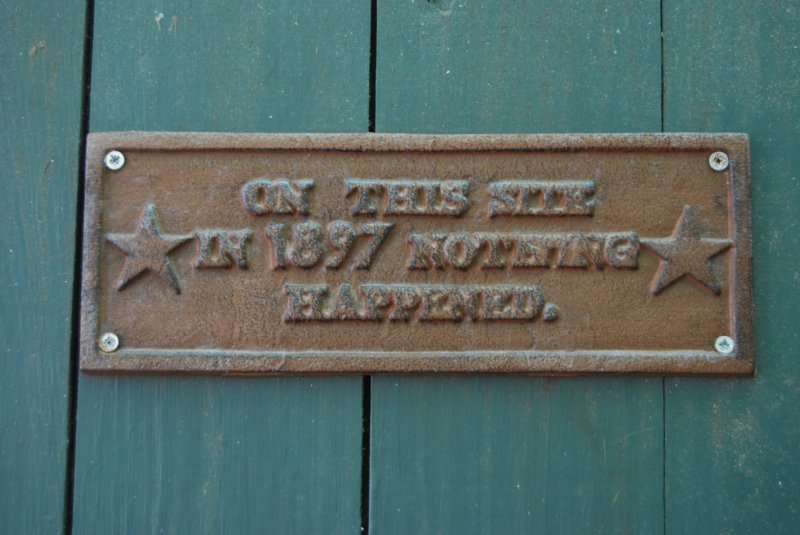 ON THIS SITE
IN 1897 NOTHING
HAPPENED.